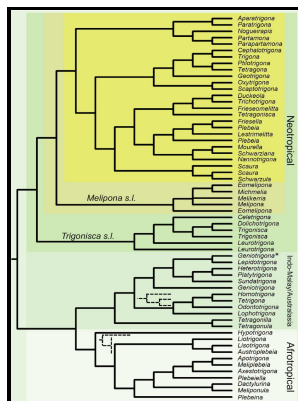 Aparatrigona
Paratrigona
Nogueirapis
Partamona
Parapartamona
Cephalotrigona
Trigona
Ptilotrigona
Tetragona
Geotrigona
Oxytrigona
Scaptotrigona
Duckeola
Trichotrigona
Frieseomelitta
Tetragonisca
Friesella
Plebeia
Lestrimelitta
Plebeia
Mourella
Schwarziana
Nannotrigona
Scaura
Scaura
Schwarzula
Eomelipona
Michmelia
Melikerria
Melipona
Eomelipona
Celetrigona
Dolichotrigona
Trigonisca
Trigonisca
Leurotrigona
Leurotrigona
Geniotrigona*
Lepidotrigona
Heterotrigona
Platytrigona
Sundatrigona
Geniotrigona
Homotrigona
Tetrigona
Odontotrigona
Lophotrigona
Tetragonilla
Tetragonula
Hypotrigona
Liotrigona
Lisotrigona
Austroplebeia
Apotrigona
Meliplebeia
Axestotrigona
Plebeiella
Dactylurina
Meliponula
Plebeina
Melipona s.l.
Trigonisca s.l.
Neotropical
Indo-Malay/Australasia
Afrotropical